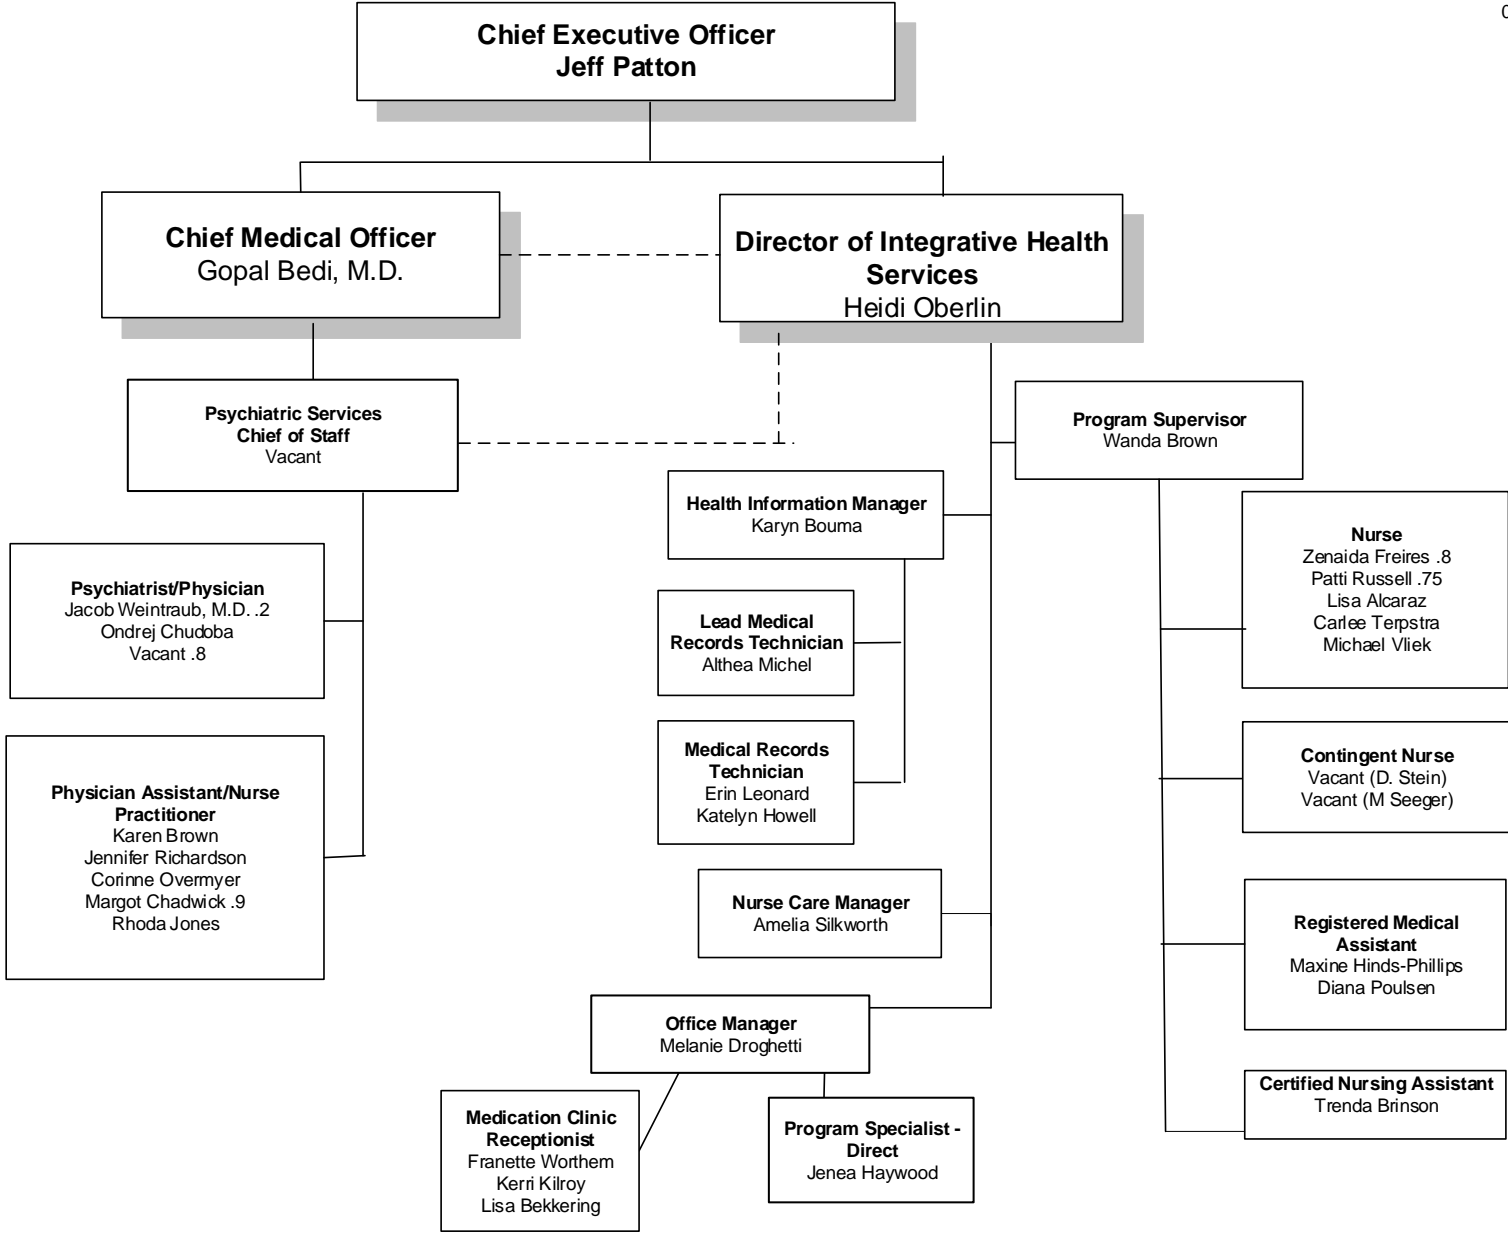 0
Chief Executive Officer
Jeff Patton
Chief Medical Officer
Gopal Bedi, M.D.
Director of Integrative Health
Services
Heidi Oberlin
Psychiatric Services
Chief of Staff
Vacant
Program Supervisor
Wanda Brown
Health Information Manager
Karyn Bouma
Nurse
Zenaida Freires .8
Patti Russell .75
Lisa Alcaraz
Carlee Terpstra
Michael Vliek
Psychiatrist/Physician
Jacob Weintraub, M.D. .2
Ondrej Chudoba
Vacant .8
Lead Medical
Records Technician
Althea Michel
Medical Records
Technician
Erin Leonard
Katelyn Howell
Contingent Nurse
Vacant (D. Stein)
Vacant (M Seeger)
Physician Assistant/Nurse
Practitioner
Karen Brown
Jennifer Richardson
Corinne Overmyer
Margot Chadwick .9
Rhoda Jones
Nurse Care Manager
Amelia Silkworth
Registered Medical
Assistant
Maxine Hinds-Phillips
Diana Poulsen
Office Manager
Melanie Droghetti
Certified Nursing Assistant
Trenda Brinson
Medication Clinic
Receptionist
Franette Worthem
Kerri Kilroy
Lisa Bekkering
Program Specialist -
Direct
Jenea Haywood